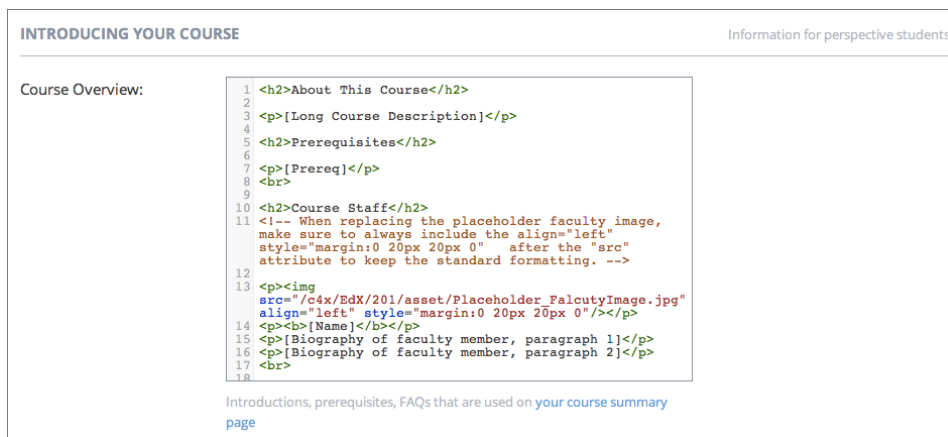 INTRODUCING YOUR COURSE
Information for perspective students
Course Overview:
1 <h2>About This Course</h2>
2
3 <p>[Long Course Description]</p>
4
5 <h2>Prerequisites</h2>
6
7 <p>[Prereq]</p>
8 <br>
9
10 <h2>Course Staff</h2>
11 <!-- When replacing the placeholder faculty image,
make sure to always include the align="left"
style="margin:0 20px 20px 0"   after the "src"
attribute to keep the standard formatting. -->
12
13 <p><img
src="/c4x/EdX/201/asset/Placeholder_FalcutyImage.jpg"
align="left" style="margin:0 20px 20px 0"/></p>
14 <p><b>[Name]</b></p>
15 <p>[Biography of faculty member, paragraph 1]</p>
16 <p>[Biography of faculty member, paragraph 2]</p>
17 <br>
18
Introductions, prerequisites, FAQs that are used on your course summary
page